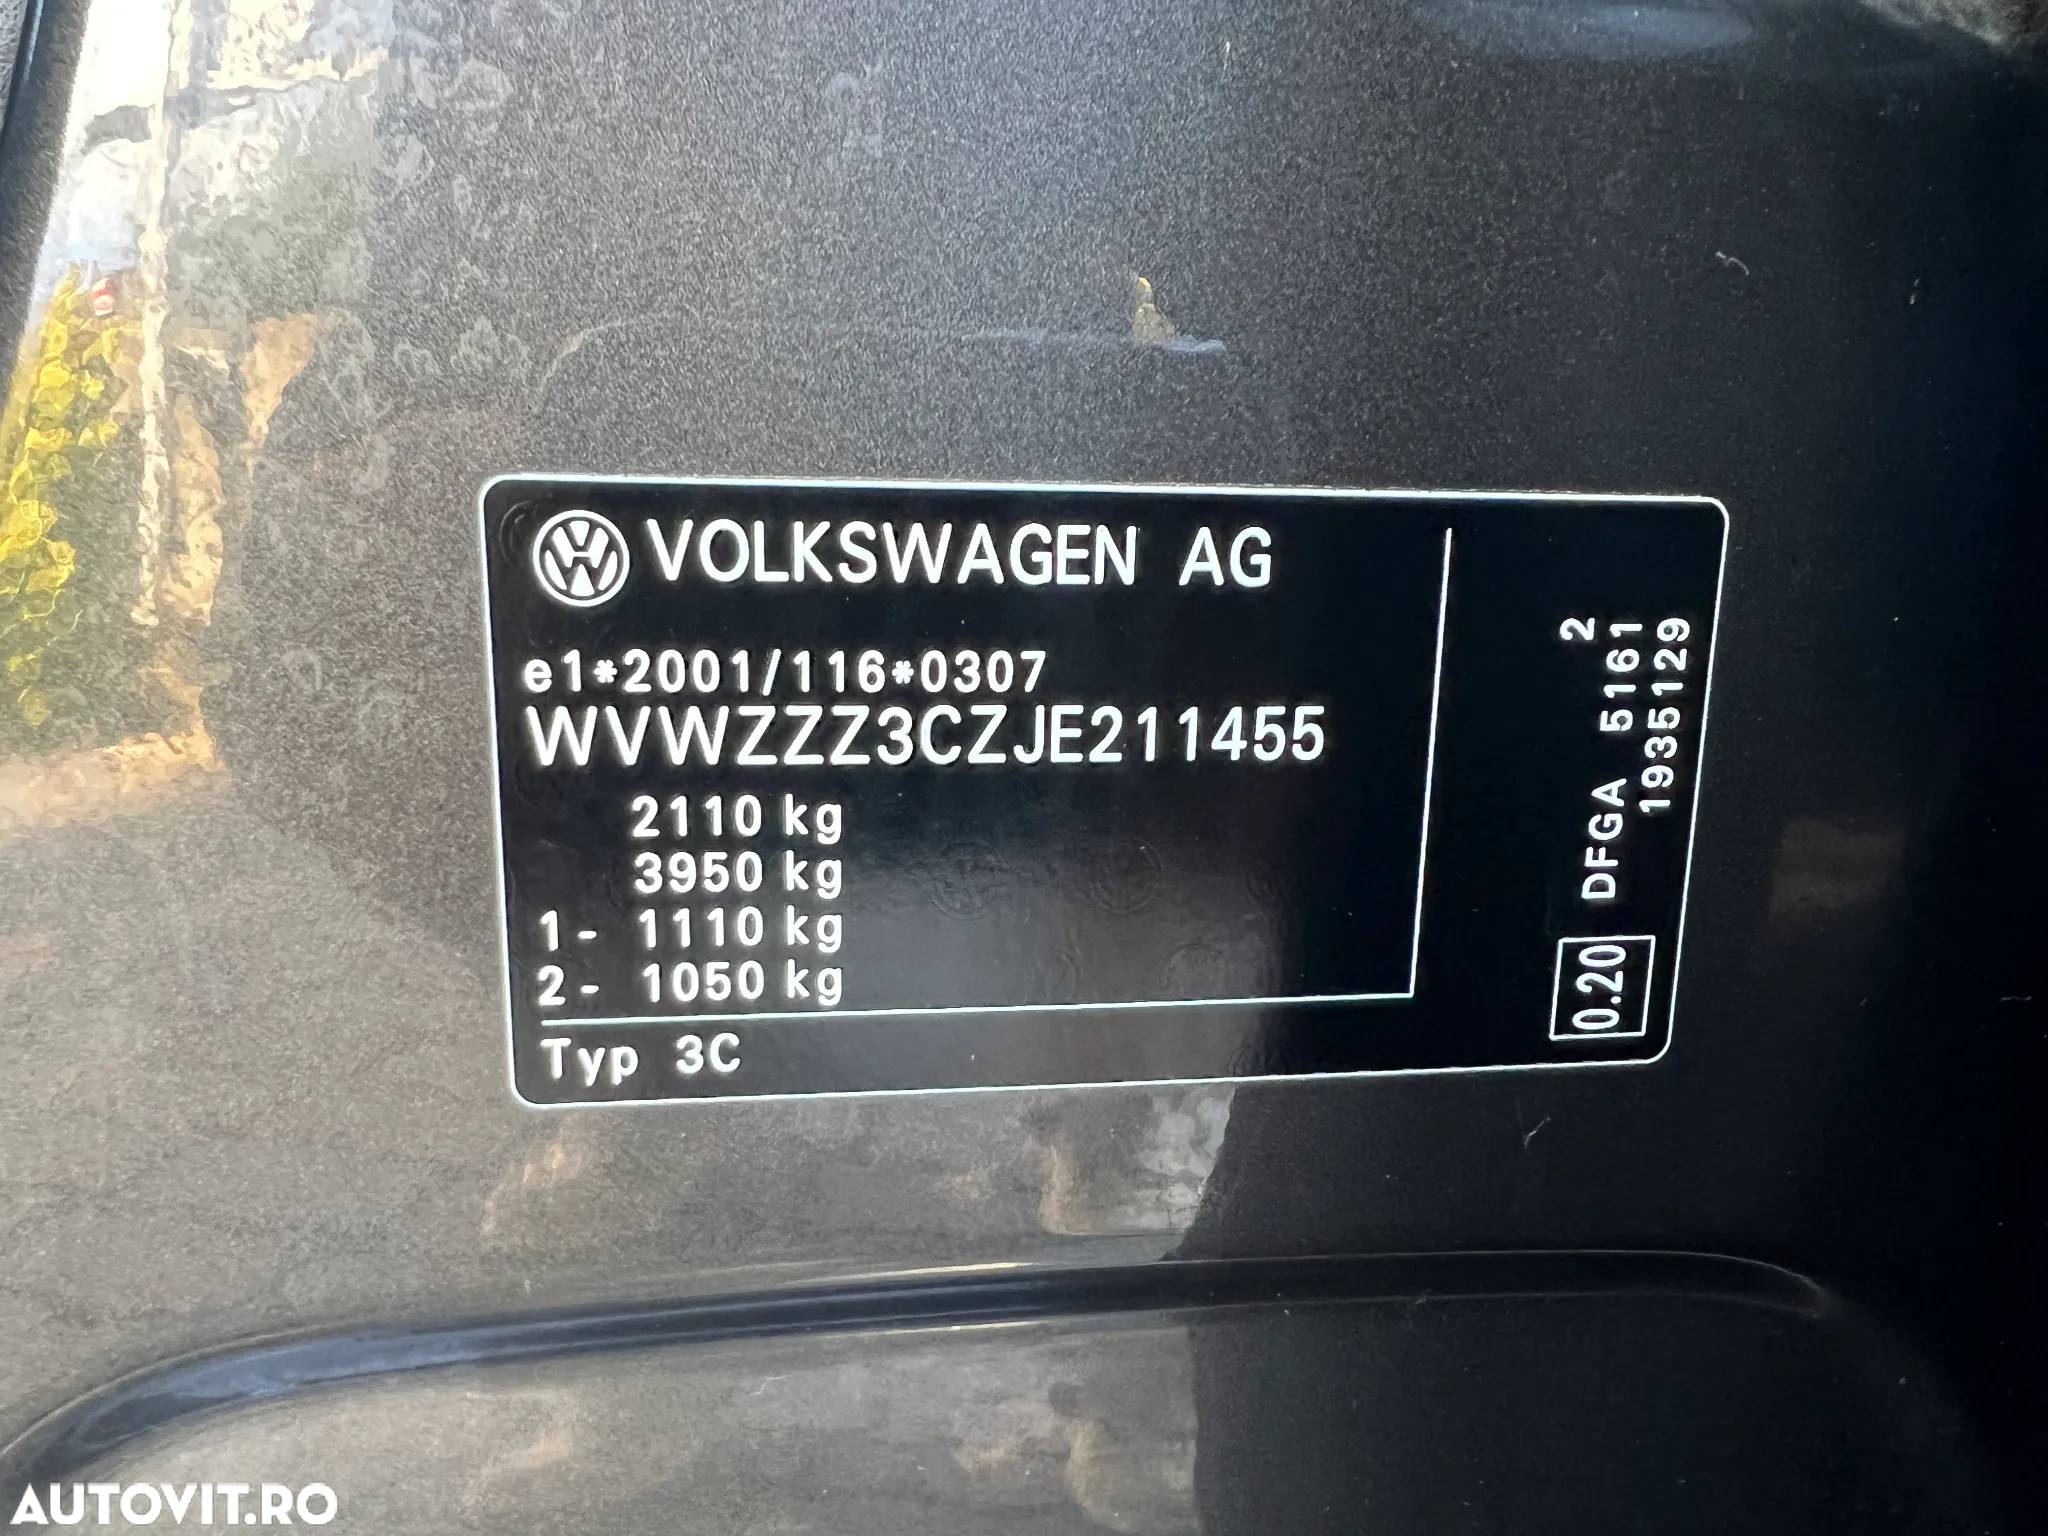 VOLKSWAGEN AG
e1*2001/116*0307
WVWZZZ3CZJE211455
2110 kg
3950 kg
1- 1110 kg
2- 1050 kg
Typ 3C
2
0.20 DFGA 5161
1935129
AUTOVIT.RO